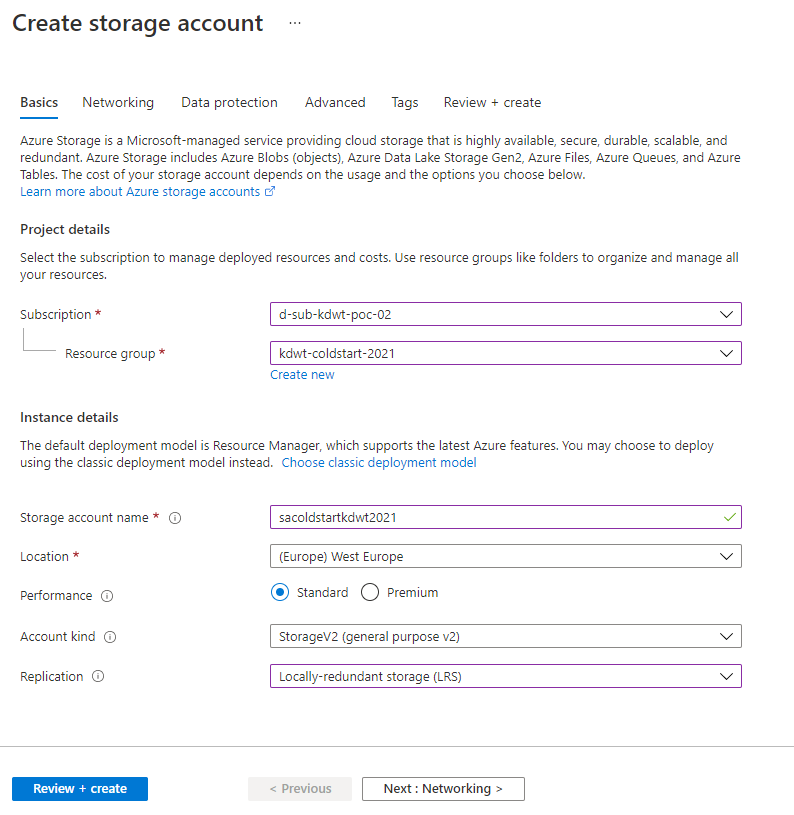 Create storage account ...
Basics Networking Data protection Advanced Tags Review + create
Azure Storage is a Microsoft-managed service providing cloud storage that is highly available, secure, durable, scalable, and
redundant. Azure Storage includes Azure Blobs (objects), Azure Data Lake Storage Gen2, Azure Files, Azure Queues, and Azure
Tables. The cost of your storage account depends on the usage and the options you choose below.
Learn more about Azure storage accounts
Project details
Select the subscription to manage deployed resources and costs. Use resource groups like folders to organize and manage all
your resources.
Subscription * d-sub-kdwt-poc-02
Resource group * kdwt-coldstart-2021
Create new
Instance details
The default deployment model is Resource Manager, which supports the latest Azure features. You may choose to deploy
using the classic deployment model instead. Choose classic deployment model
Storage account name * sacoldstartkdwt2021
Location * (Europe) West Europe
Performance Standard Premium
Account kind StorageV2 (general purpose v2)
Replication Locally-redundant storage (LRS)
Review + create < Previous Next : Networking >